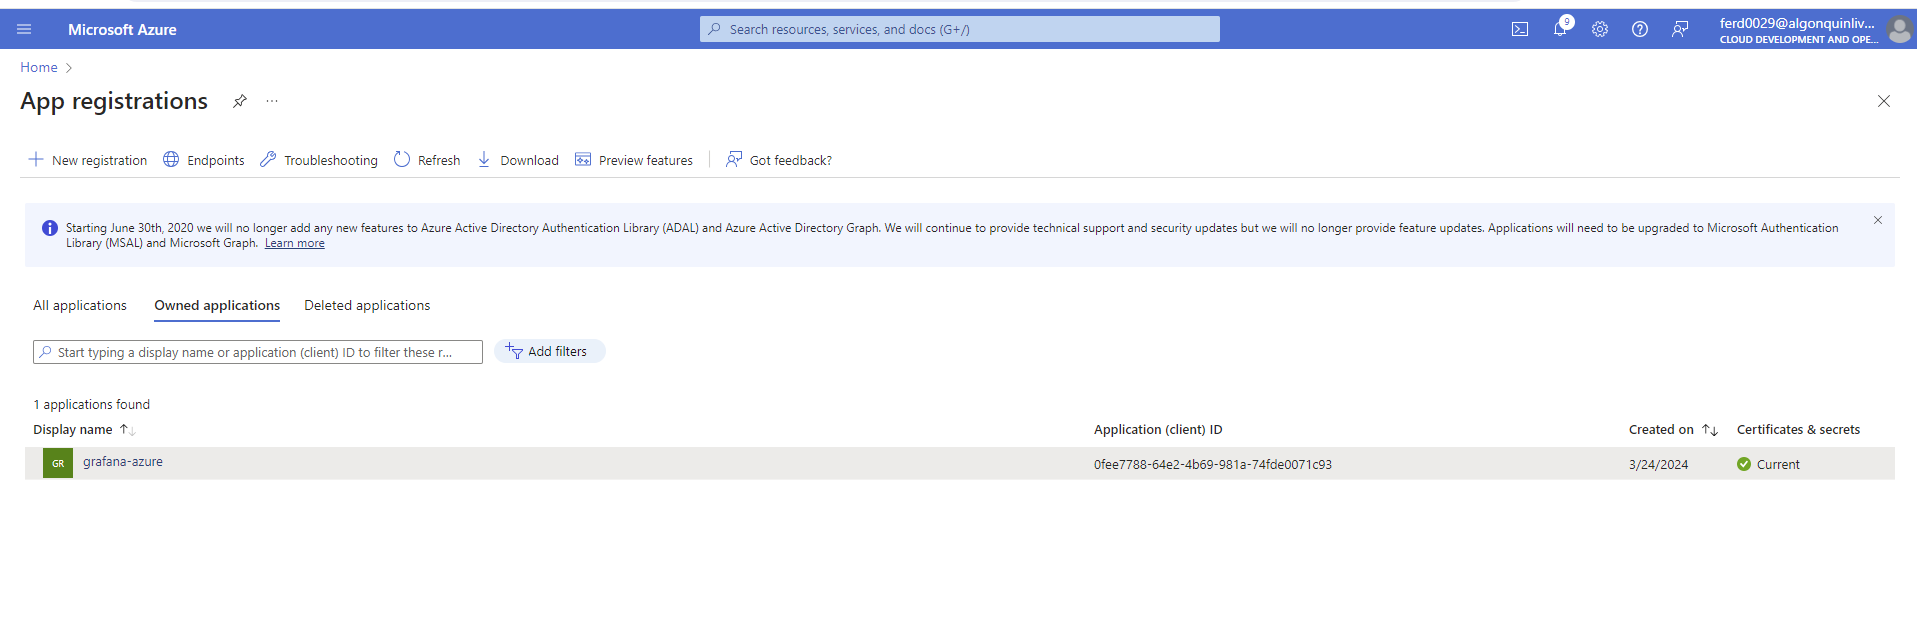 Microsoft Azure
Search resources, services, and docs (G+/)
9
ferd0029@algonquinliv...
CLOUD DEVELOPMENT AND OPE...
Home
App registrations
...
New registration
Endpoints
Troubleshooting
Refresh
Download
Preview features
Got feedback?
Starting June 30th, 2020 we will no longer add any new features to Azure Active Directory Authentication Library (ADAL) and Azure Active Directory Graph. We will continue to provide technical support and security updates but we will no longer provide feature updates. Applications will need to be upgraded to Microsoft Authentication
Library (MSAL) and Microsoft Graph. Learn more
All applications
Owned applications
Deleted applications
Start typing a display name or application (client) ID to filter these r...
Add filters
1 applications found
Display name
Application (client) ID
Created on
Certificates & secrets
GR
grafana-azure
0fee7788-64e2-4b69-981a-74fde0071c93
3/24/2024
Current